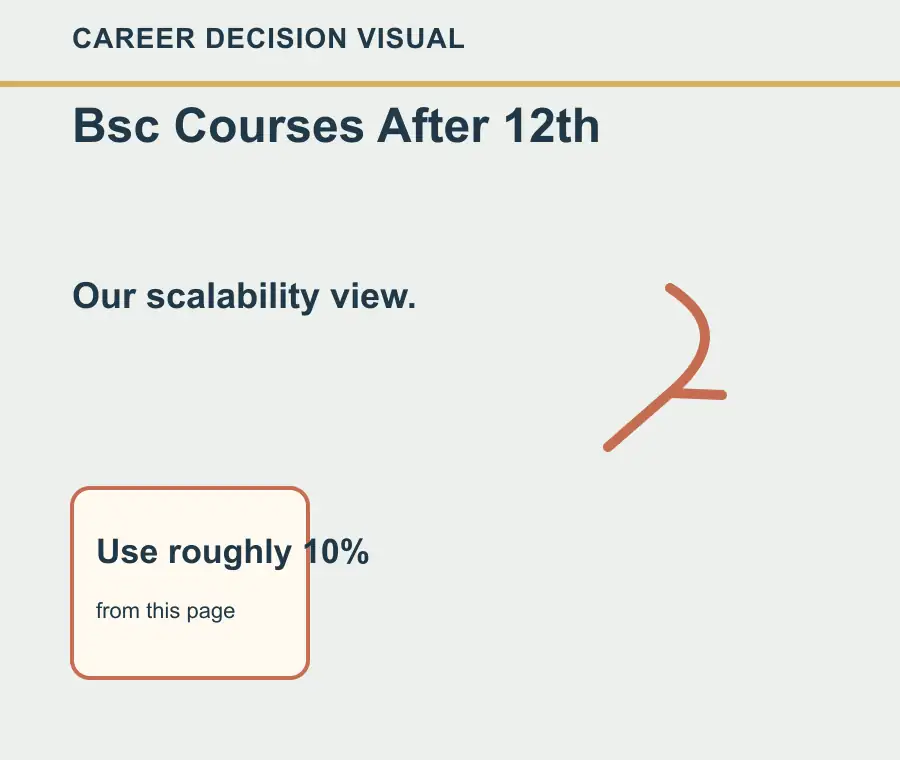 CAREER DECISION VISUAL
Bsc Courses After 12th
Our scalability view.
Use roughly 10%
from this page